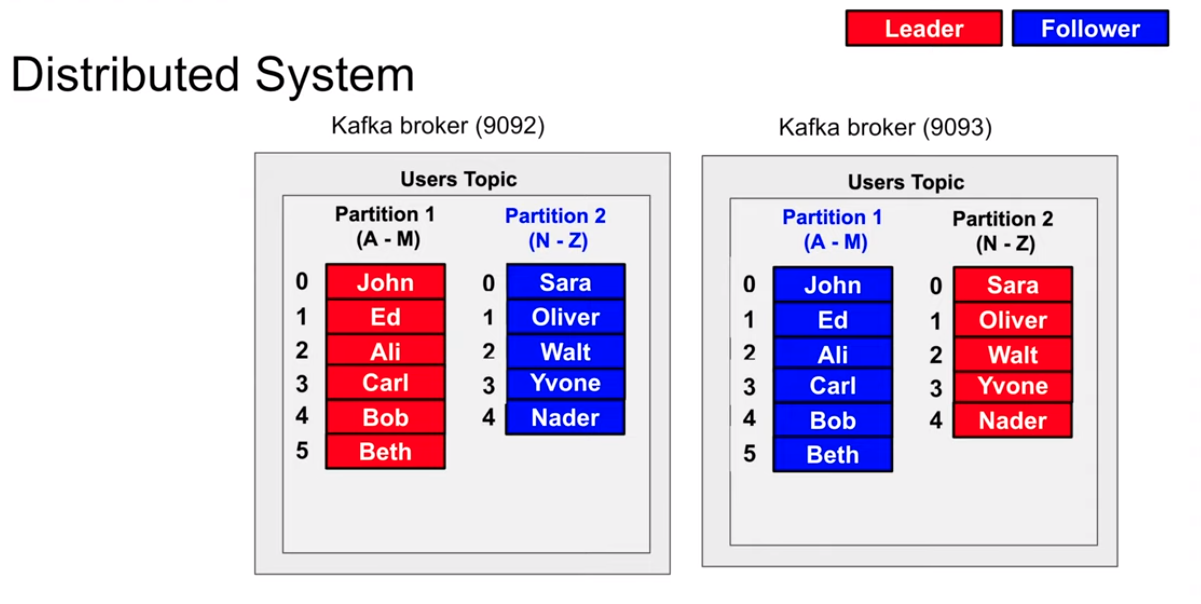 Leader Follower
Distributed System
Kafka broker (9092)
Users Topic
Partition 1 Partition 2
(A - M) (N - Z)
0 John 0 Sara
1 Ed 1 Oliver
2 Ali 2 Walt
3 Carl 3 Yvone
4 Bob 4 Nader
5 Beth
Kafka broker (9093)
Users Topic
Partition 1 Partition 2
(A - M) (N - Z)
0 John 0 Sara
1 Ed 1 Oliver
2 Ali 2 Walt
3 Carl 3 Yvone
4 Bob 4 Nader
5 Beth